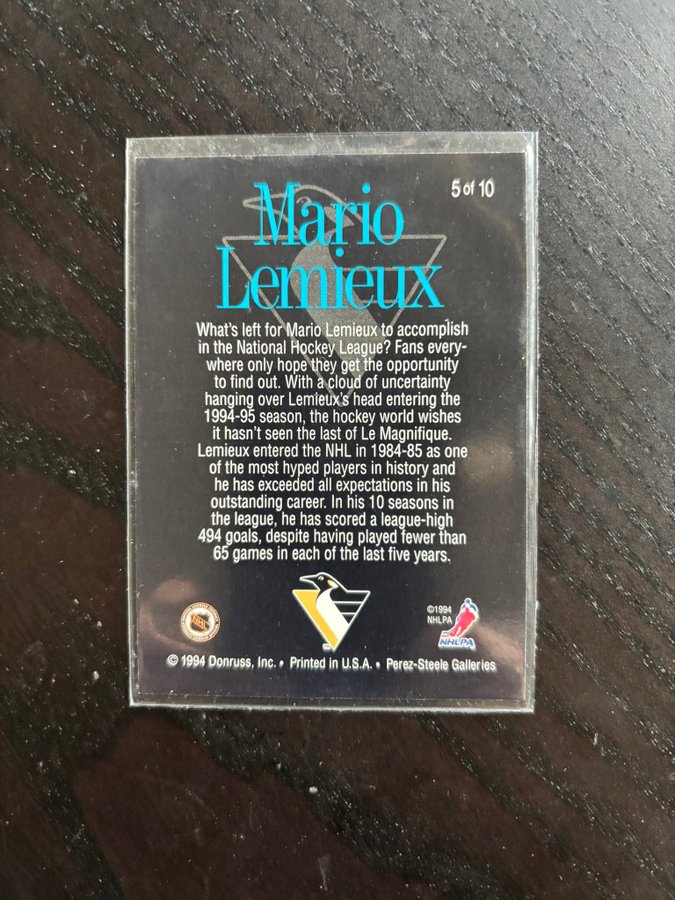 5 of 10
Mario
Lemieux
What's left for Mario Lemieux to accomplish
in the National Hockey League? Fans every-
where only hope they get the opportunity
to find out. With a cloud of uncertainty
hanging over Lemieux's head entering the
1994-95 season, the hockey world wishes
it hasn't seen the last of Le Magnifique.
Lemieux entered the NHL in 1984-85 as one
of the most hyped players in history and
he has exceeded all expectations in his
outstanding career. In his 10 seasons in
the league, he has scored a league-high
494 goals, despite having played fewer than
65 games in each of the last five years.
NHL
©1994
NHLPA
NHLPA
© 1994 Donruss, Inc. • Printed in U.S.A. • Perez-Steele Galleries